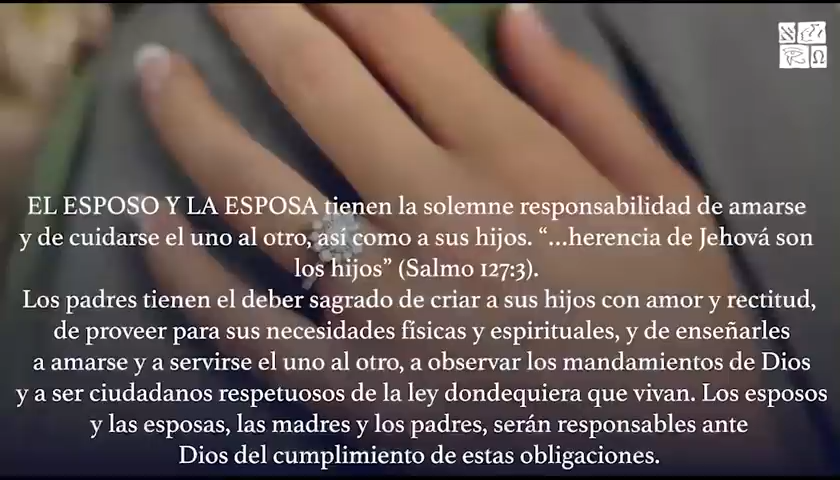 EL ESPOSO Y LA ESPOSA tienen la solemne responsabilidad de amarse
y de cuidarse el uno al otro, así como a sus hijos. “...herencia de Jehová son
los hijos” (Salmo 127:3).
Los padres tienen el deber sagrado de criar a sus hijos con amor y rectitud,
de proveer para sus necesidades físicas y espirituales, y de enseñarles
a amarse y a servirse el uno al otro, a observar los mandamientos de Dios
y a ser ciudadanos respetuosos de la ley dondequiera que vivan. Los esposos
y las esposas, las madres y los padres, serán responsables ante
Dios del cumplimiento de estas obligaciones.